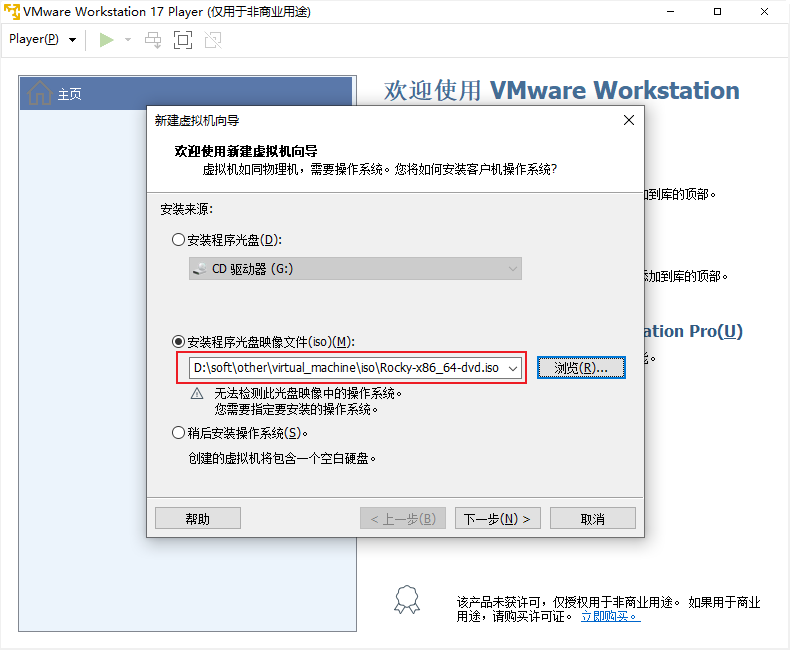 VMware Workstation 17 Player (仅用于非商业用途)
Player(P)
主页
欢迎使用 VMware Workstation
加到库的顶部。
添加到库的顶部。
ation Pro(U)
能。
新建虚拟机向导
欢迎使用新建虚拟机向导
虚拟机如同物理机，需要操作系统。您将如何安装客户机操作系统？
安装来源:
安装程序光盘(D):
CD 驱动器 (G:)
安装程序光盘映像文件(iso)(M):
D:\soft\other\virtual_machine\iso\Rocky-x86_64-dvd.iso
浏览(R)...
无法检测此光盘映像中的操作系统。
您需要指定要安装的操作系统。
稍后安装操作系统(S)。
创建的虚拟机将包含一个空白硬盘。
帮助
< 上一步(B)
下一步(N) >
取消
该产品未获许可，仅授权用于非商业用途。 如果用于商业
用途，请购买许可证。 立即购买。